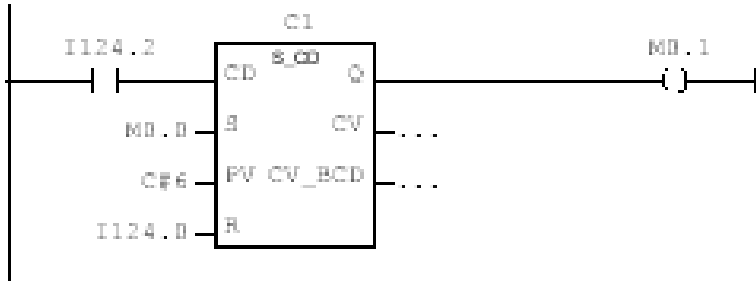 C1
I124.2 S_CD M0.1
CD Q
M0.0 S CV ...
C#6 PV CV_BCD ...
I124.0 R